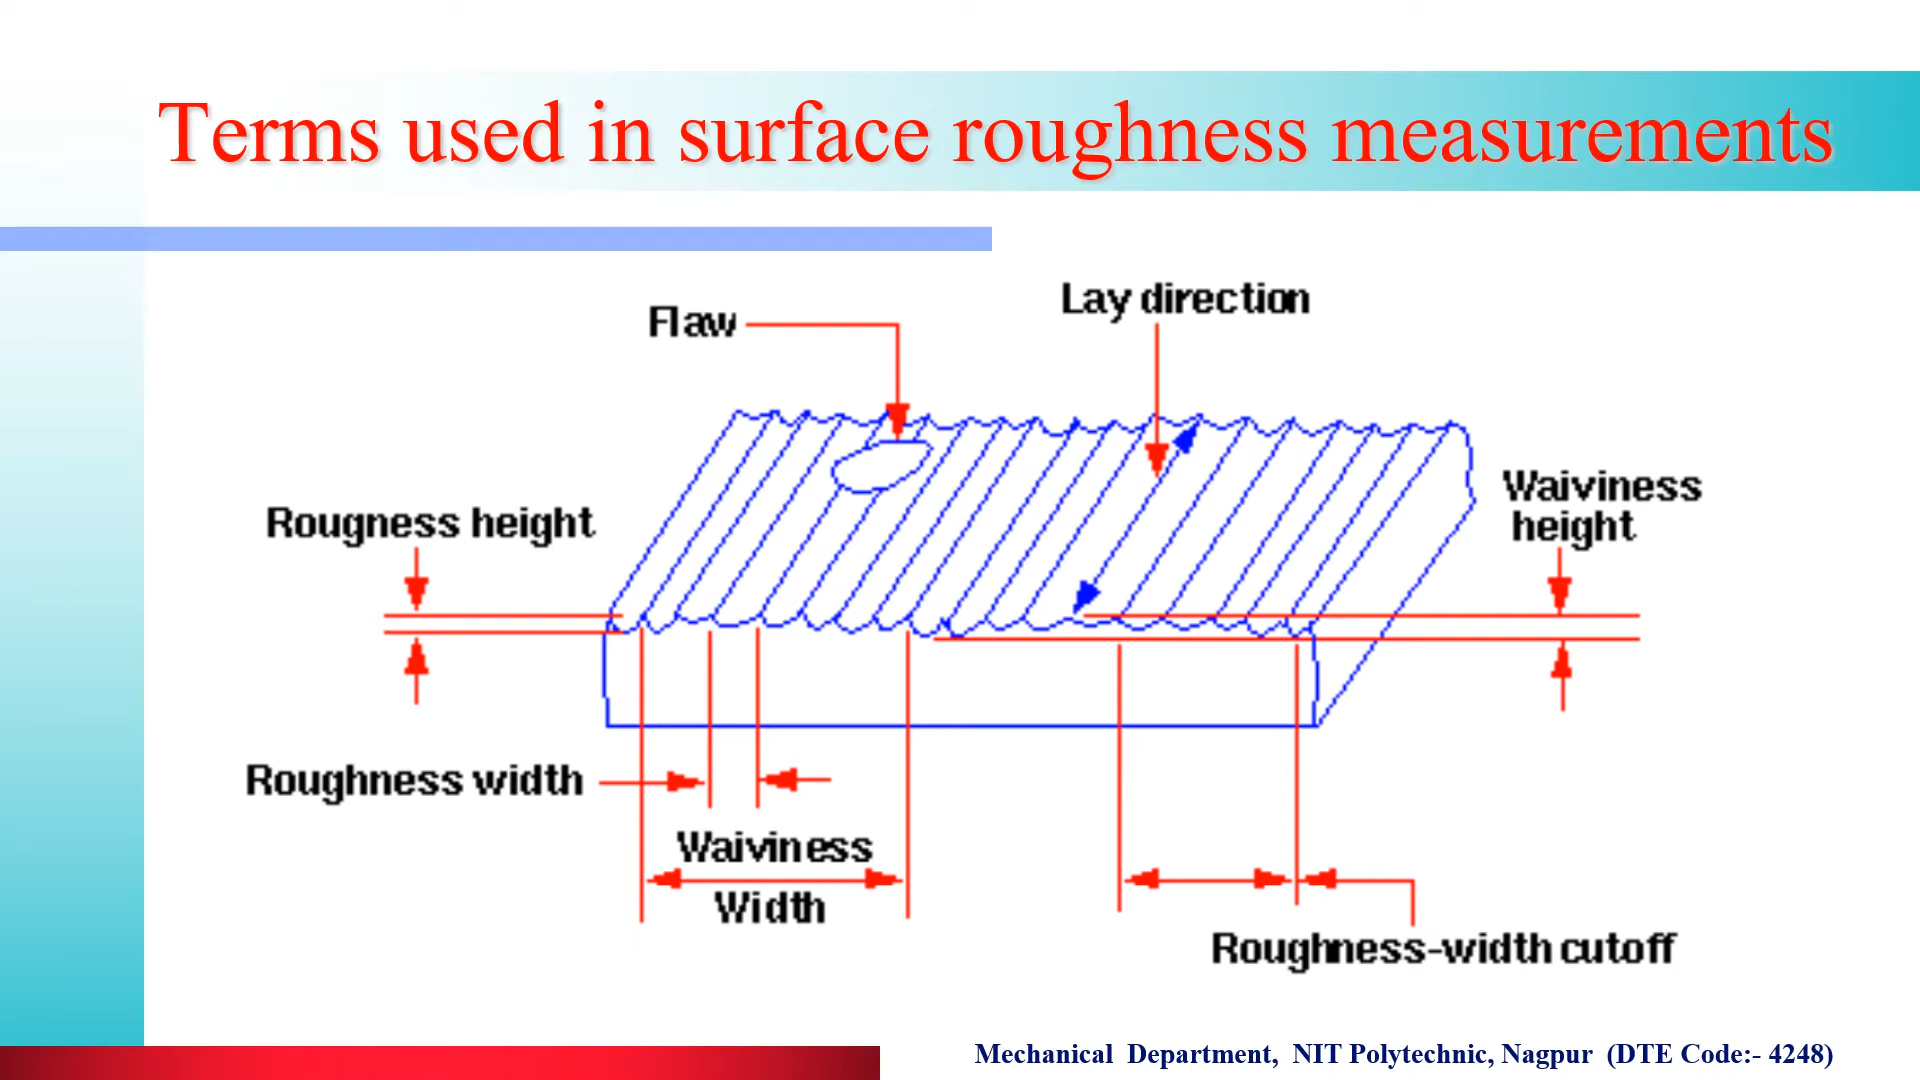 Terms used in surface roughness measurements
Flaw
Lay direction
Rougness height
Waiviness
height
Roughness width
Waiviness
Width
Roughness-width cutoff
Mechanical Department, NIT Polytechnic, Nagpur (DTE Code:- 4248)